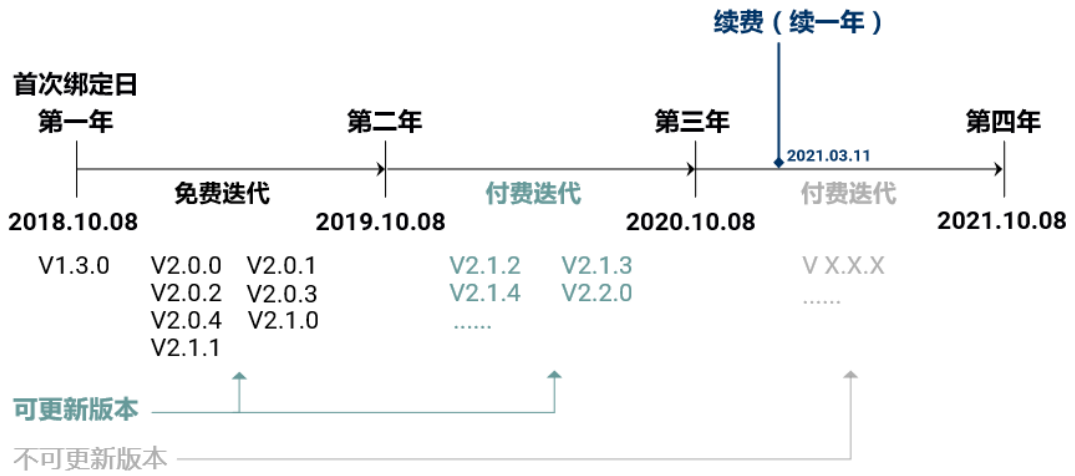 续费（续一年）
首次绑定日
第一年 第二年 第三年 第四年
2021.03.11
免费迭代 付费迭代 付费迭代
2018.10.08 2019.10.08 2020.10.08 2021.10.08
V1.3.0 V2.0.0 V2.0.1 V2.1.2 V2.1.3 V X.X.X
V2.0.2 V2.0.3 V2.1.4 V2.2.0 ......
V2.0.4 V2.1.0 ......
V2.1.1
可更新版本
不可更新版本